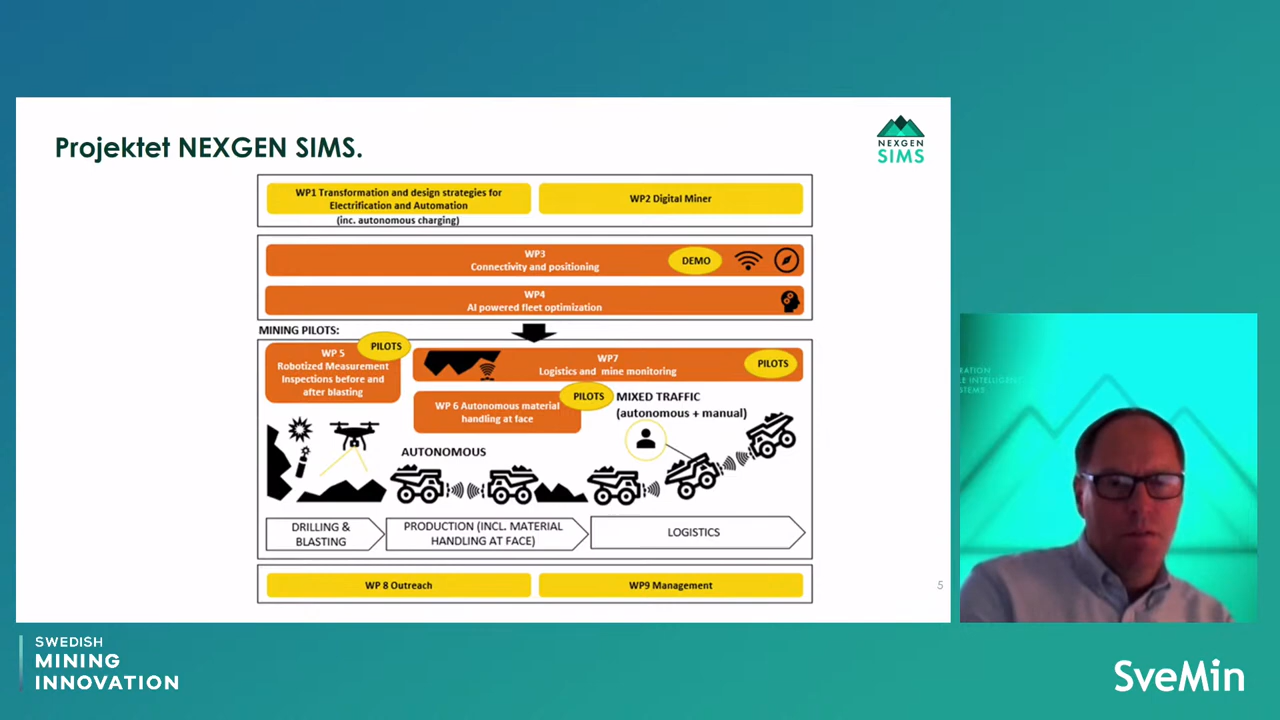 Projektet NEXGEN SIMS.
NEXGEN
SIMS
WP1 Transformation and design strategies for
Electrification and Automation
(inc. autonomous charging)
WP2 Digital Miner
WP3
Connectivity and positioning
DEMO
WP4
AI powered fleet optimization
MINING PILOTS:
PILOTS
WP 5
Robotized Measurement
Inspections before and
after blasting
WP7
Logistics and mine monitoring
PILOTS
WP 6 Autonomous material
handling at face
PILOTS
MIXED TRAFFIC
(autonomous + manual)
AUTONOMOUS
DRILLING &
BLASTING
PRODUCTION (INCL. MATERIAL
HANDLING AT FACE)
LOGISTICS
WP 8 Outreach
WP9 Management
5
RATION
E INTELLIGENT
STEMS
SWEDISH
MINING
INNOVATION
SveMin